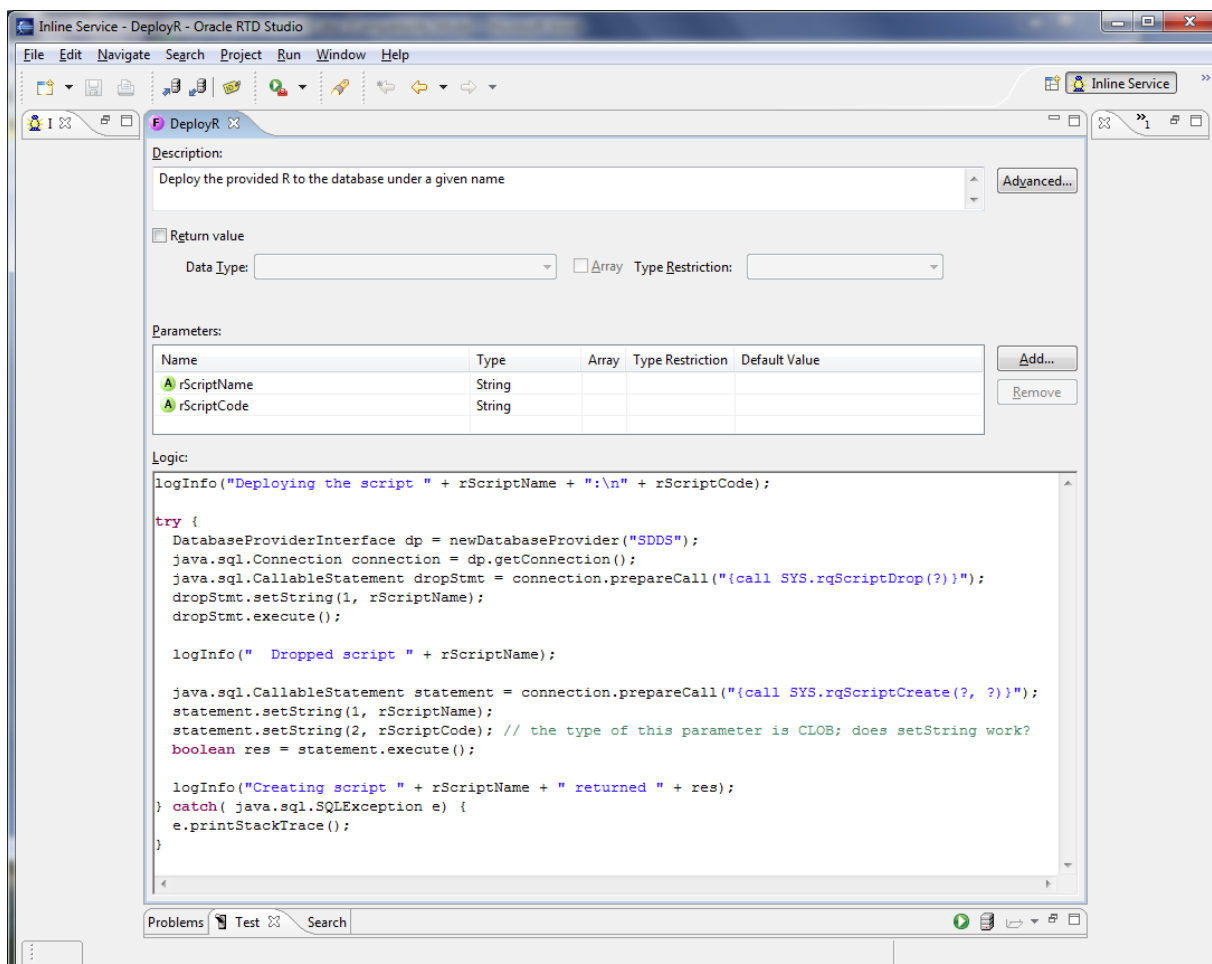 Inline Service - DeployR - Oracle RTD Studio
File Edit Navigate Search Project Run Window Help
Inline Service
I
DeployR
1
Description:
Deploy the provided R to the database under a given name
Advanced...
Return value
Data Type:
Array Type Restriction:
Parameters:
Name Type Array Type Restriction Default Value
A rScriptName String
A rScriptCode String
Add...
Remove
Logic:
logInfo("Deploying the script " + rScriptName + ":\n" + rScriptCode);
try {
DatabaseProviderInterface dp = newDatabaseProvider("SDDS");
java.sql.Connection connection = dp.getConnection();
java.sql.CallableStatement dropStmt = connection.prepareCall("{call SYS.rqScriptDrop(?)}");
dropStmt.setString(1, rScriptName);
dropStmt.execute();
logInfo("  Dropped script " + rScriptName);
java.sql.CallableStatement statement = connection.prepareCall("{call SYS.rqScriptCreate(?, ?)}");
statement.setString(1, rScriptName);
statement.setString(2, rScriptCode); // the type of this parameter is CLOB; does setString work?
boolean res = statement.execute();
logInfo("Creating script " + rScriptName + " returned " + res);
} catch( java.sql.SQLException e) {
e.printStackTrace();
}
Problems Test Search